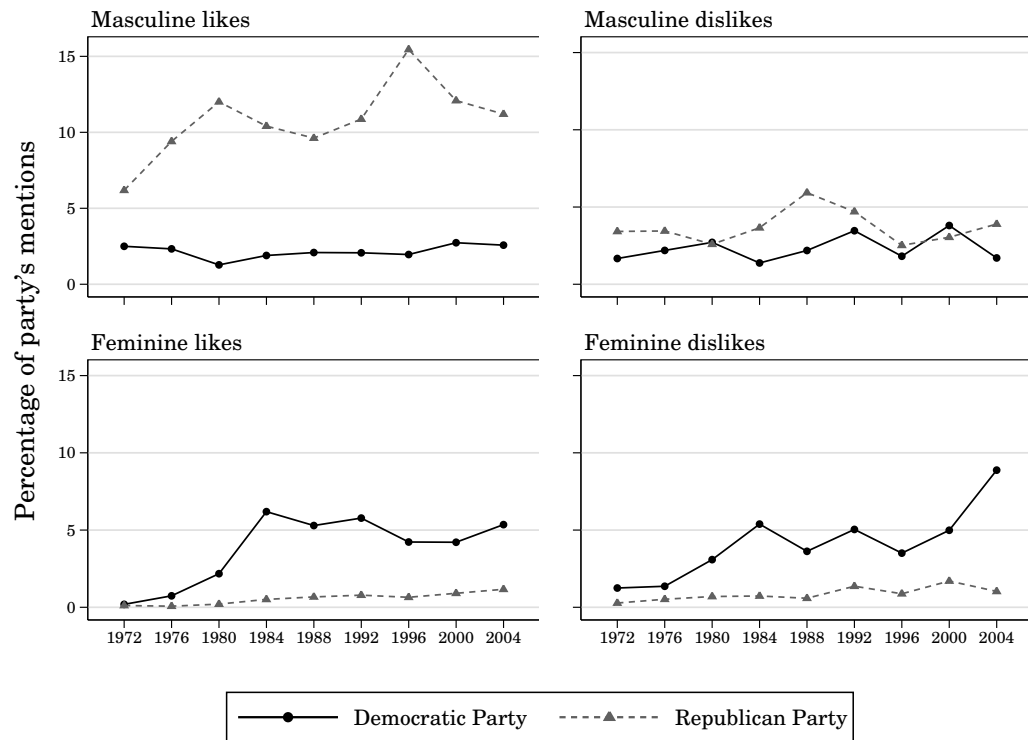 Masculine likes
Masculine dislikes
Percentage of party's mentions
15
10
5
0
Feminine likes
Feminine dislikes
15
10
5
0
1972 1976 1980 1984 1988 1992 1996 2000 2004
1972 1976 1980 1984 1988 1992 1996 2000 2004
Democratic Party
Republican Party